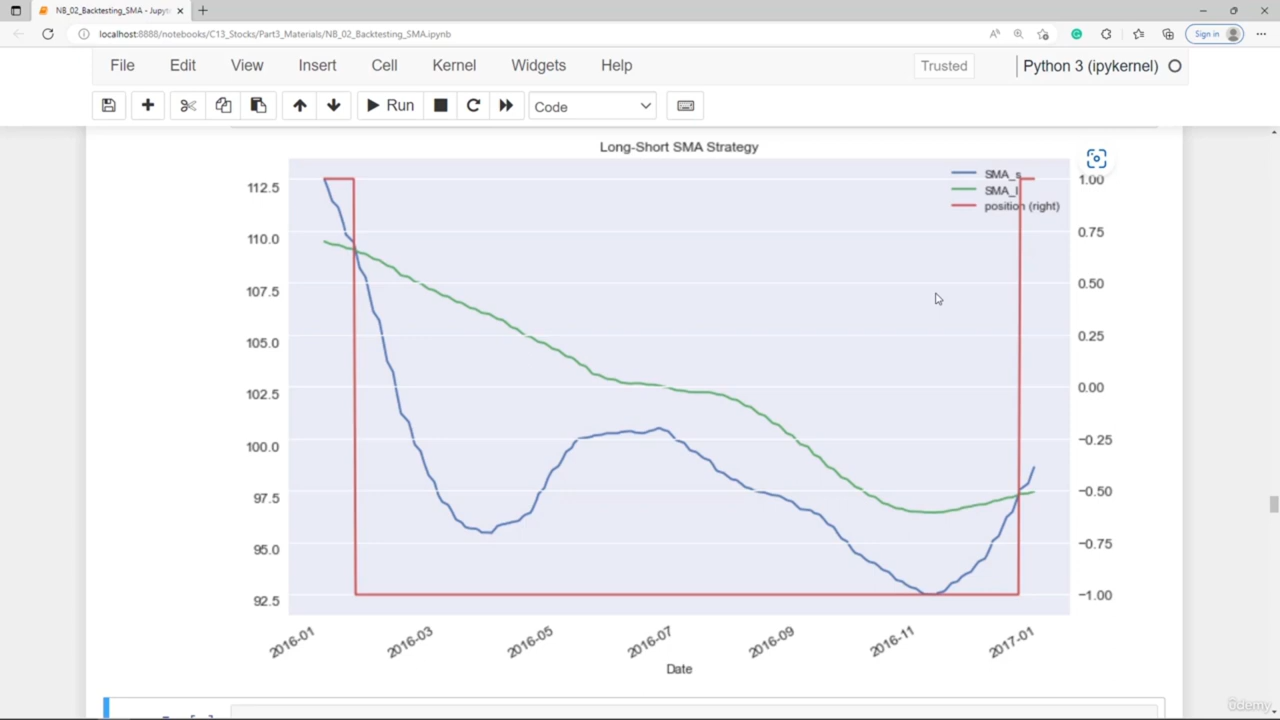 NB_02_Backtesting_SMA - Jupyt
localhost:8888/notebooks/C13_Stocks/Part3_Materials/NB_02_Backtesting_SMA.ipynb
Sign in
File Edit View Insert Cell Kernel Widgets Help
Trusted
Python 3 (ipykernel)
Run
Code
Long-Short SMA Strategy
SMA_s
SMA_l
position (right)
112.5
110.0
107.5
105.0
102.5
100.0
97.5
95.0
92.5
1.00
0.75
0.50
0.25
0.00
−0.25
−0.50
−0.75
−1.00
2016-01 2016-03 2016-05 2016-07 2016-09 2016-11 2017-01
Date
ûdemy